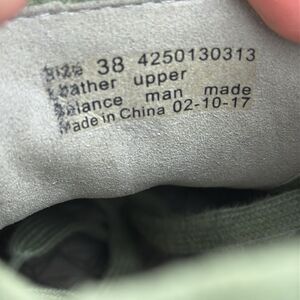 Size 38 4250130313
Leather upper
Balance man made
Made in China 02-10-17